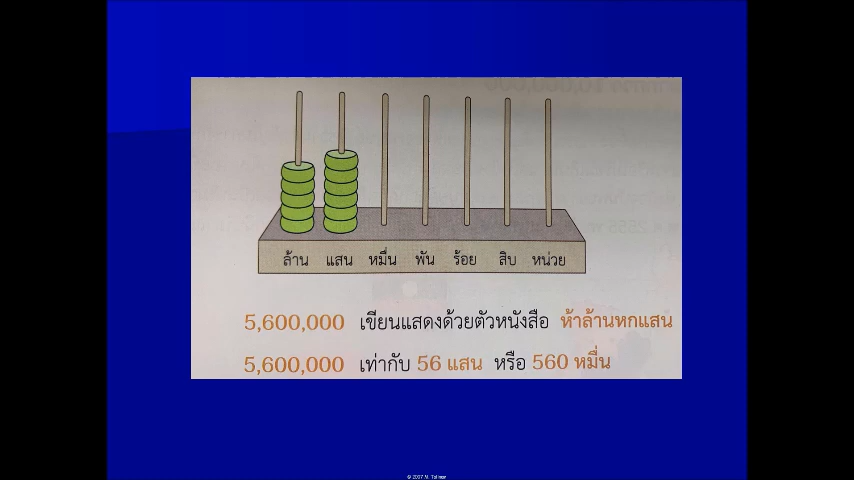 ล้าน แสน หมื่น พัน ร้อย สิบ หน่วย
5,600,000 เขียนแสดงด้วยตัวหนังสือ ห้าล้านหกแสน
5,600,000 เท่ากับ 56 แสน หรือ 560 หมื่น